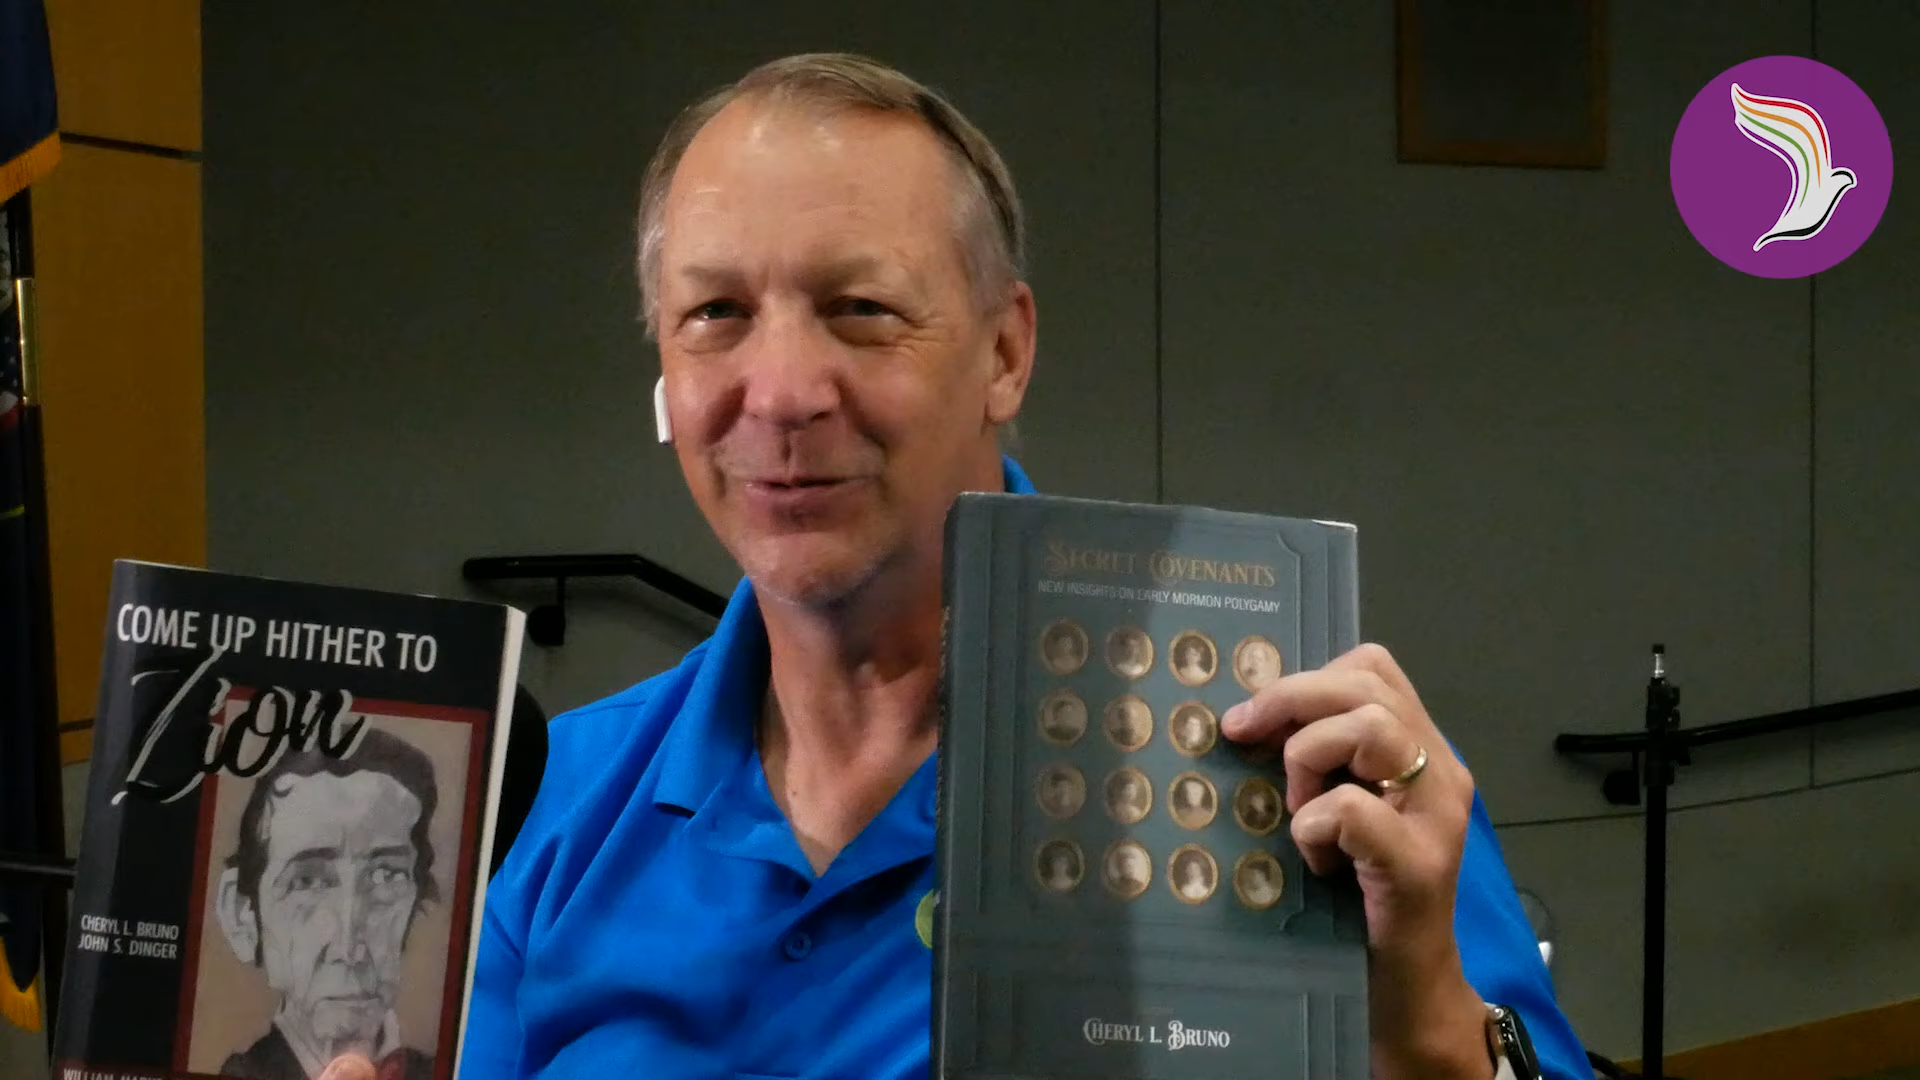 COME UP HITHER TO
Zion
CHERYL L. BRUNO
JOHN S. DINGER
SECRET COVENANTS
NEW INSIGHTS ON EARLY MORMON POLYGAMY
CHERYL L. BRUNO